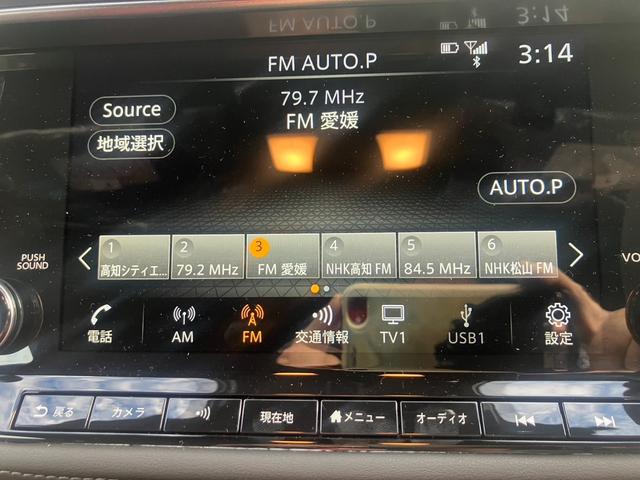 FM AUTO.P
3:14
Source
79.7 MHz
FM 愛媛
地域選択
AUTO.P
1 高知シティエ...
2 79.2 MHz
3 FM 愛媛
4 NHK高知 FM
5 84.5 MHz
6 NHK松山 FM
PUSH
SOUND
VO
電話
AM
FM
交通情報
TV1
USB1
設定
戻る
カメラ
現在地
メニュー
オーディオ